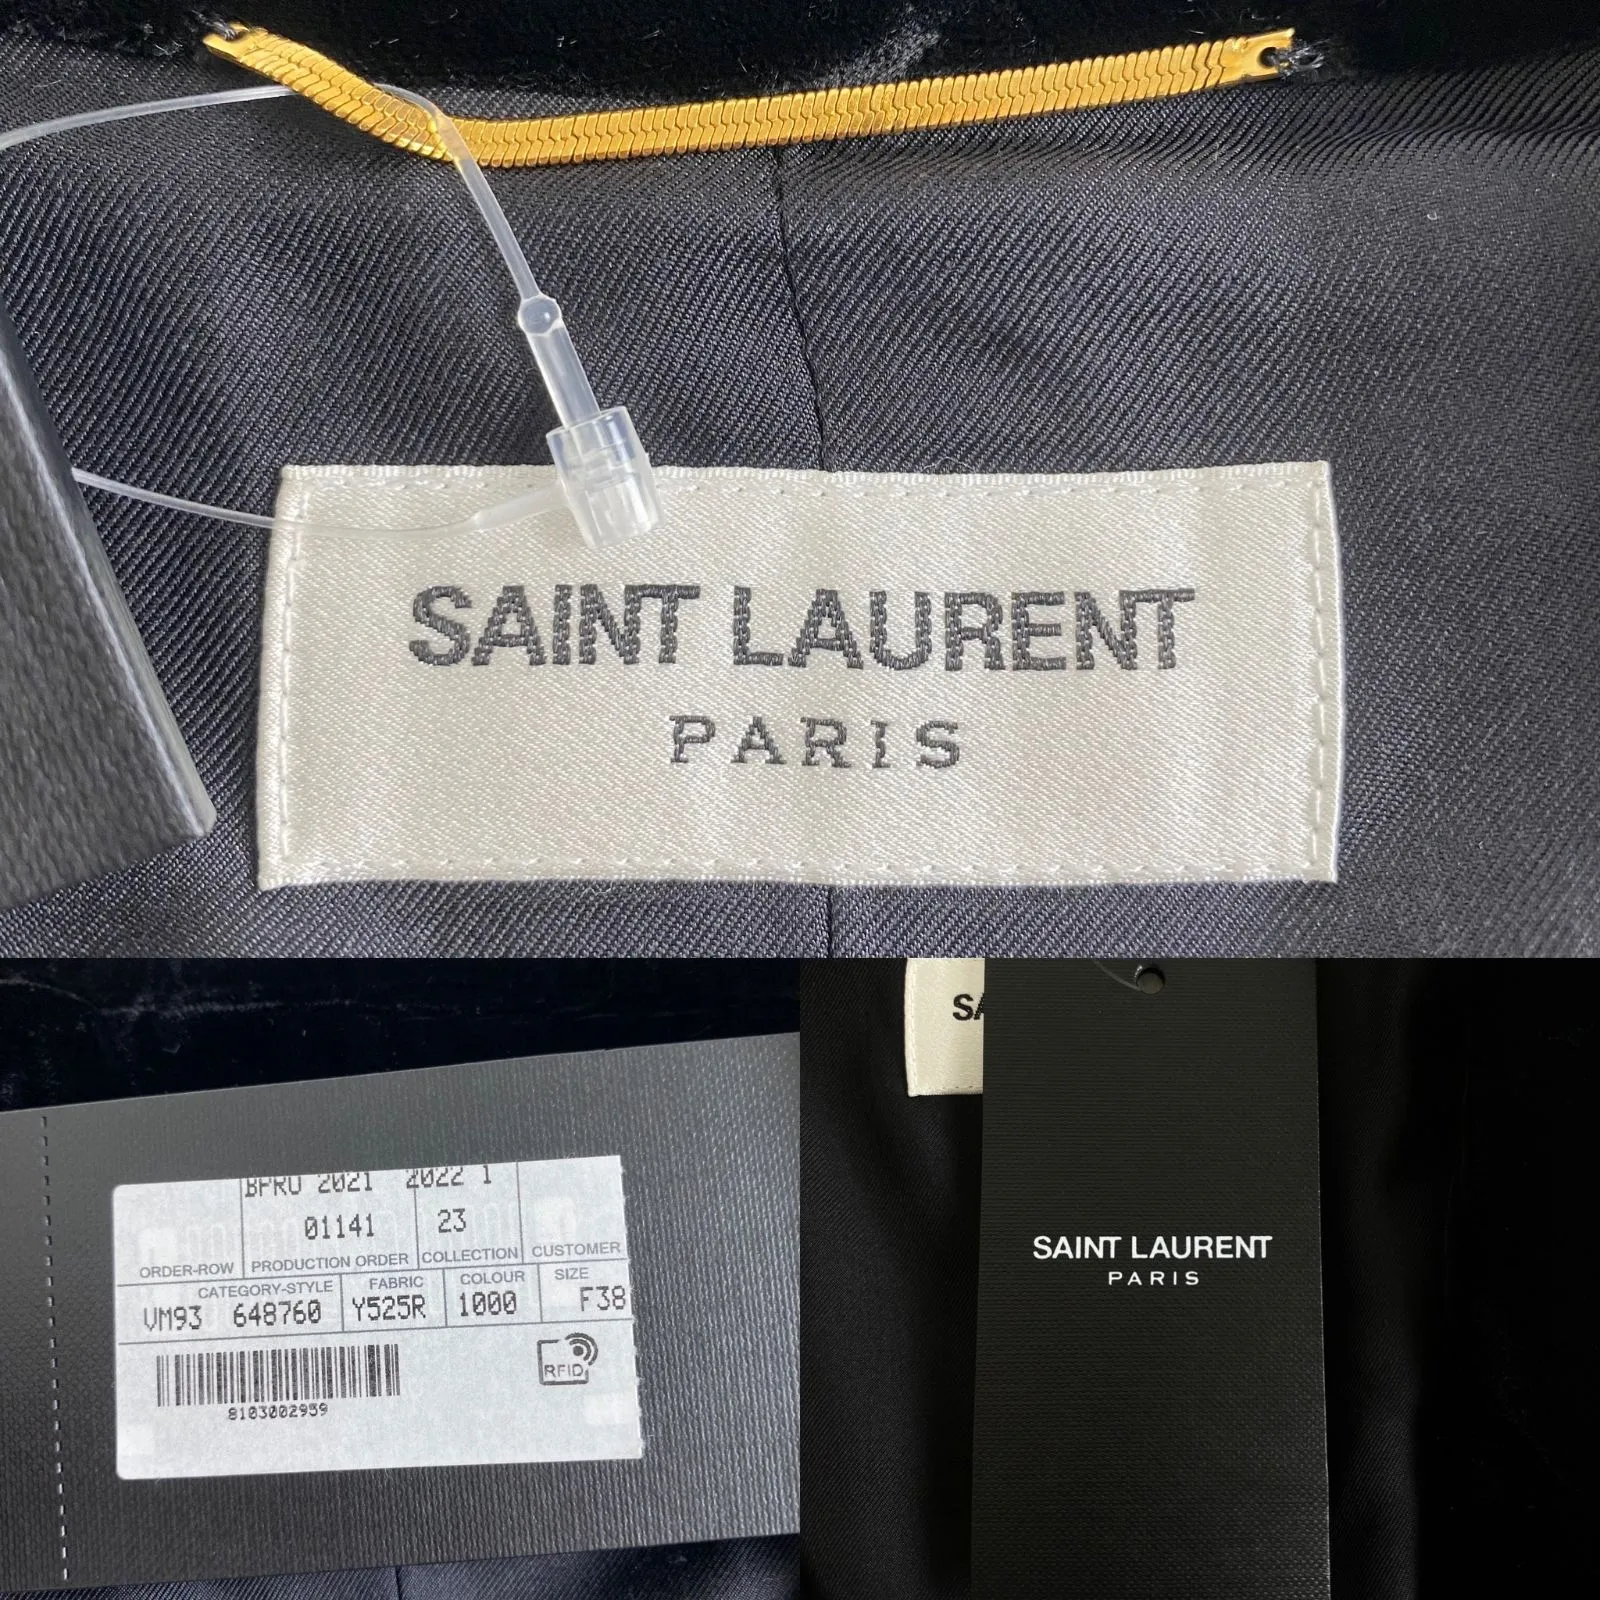 SAINT LAURENT
PARIS
BPRU 2021 2022 1
01141 23
ORDER-ROW PRODUCTION ORDER COLLECTION CUSTOMER
CATEGORY-STYLE FABRIC COLOUR SIZE
VM93 648760 Y525R 1000 F38
RFID
8103002959
SA
SAINT LAURENT
PARIS